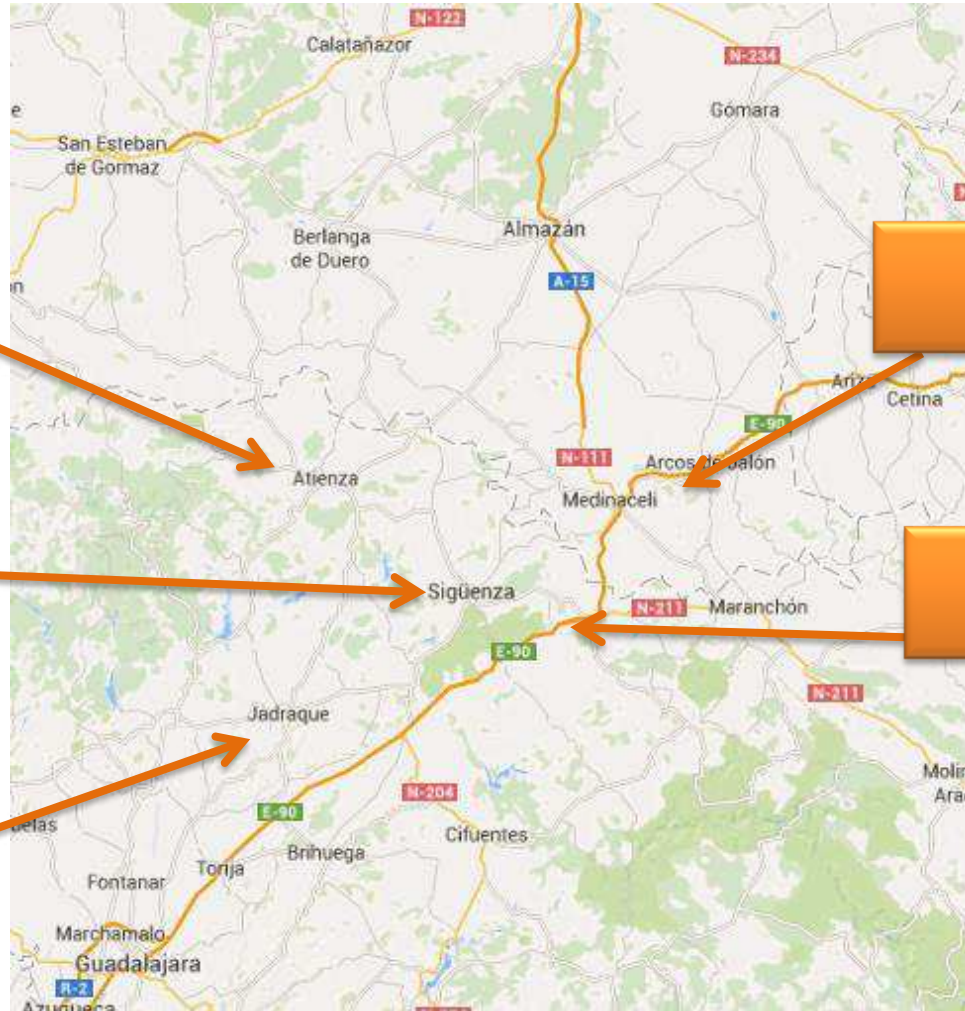 N-122
Calatañazor
N-234
Gómara
San Esteban
de Gormaz
Almazán
Berlanga
de Duero
A-15
Ariza
Cetina
E-90
N-111
Arcos de Jalón
Atienza
Medinaceli
Sigüenza
N-211
Maranchón
E-90
N-211
Jadraque
N-204
E-90
Cifuentes
Brihuega
Torija
Fontanar
Marchamalo
Guadalajara
R-2
Azuqueca